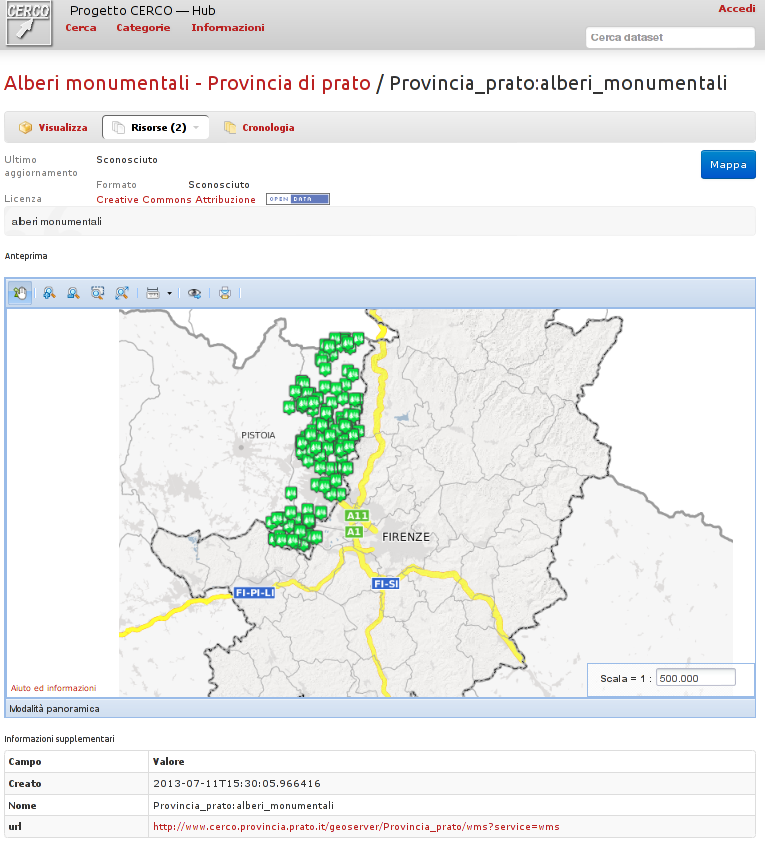 CERCO
Progetto CERCO — Hub
Accedi
Cerca Categorie Informazioni
Cerca dataset
Alberi monumentali - Provincia di prato / Provincia_prato:alberi_monumentali
Visualizza Risorse (2) Cronologia
Ultimo aggiornamento Sconosciuto
Mappa
Formato Sconosciuto
Licenza Creative Commons Attribuzione OPEN DATA
alberi monumentali
Anteprima
PISTOIA
A11
A1
FIRENZE
FI-SI
FI-PI-LI
Scala = 1 : 500.000
Aiuto ed informazioni
Modalità panoramica
Informazioni supplementari
Campo Valore
Creato 2013-07-11T15:30:05.966416
Nome Provincia_prato:alberi_monumentali
url http://www.cerco.provincia.prato.it/geoserver/Provincia_prato/wms?service=wms